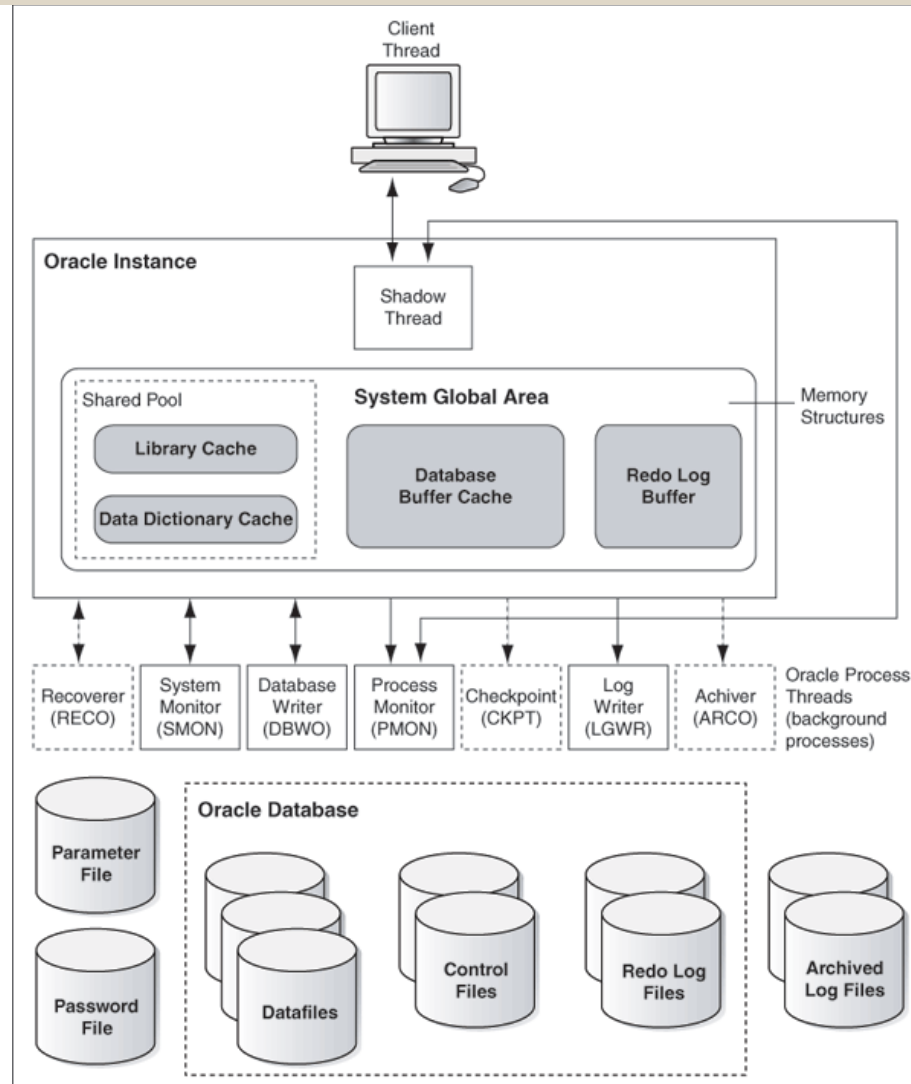 Client
Thread
Oracle Instance
Shadow
Thread
Shared Pool
System Global Area
Memory
Structures
Library Cache
Data Dictionary Cache
Database
Buffer Cache
Redo Log
Buffer
Recoverer
(RECO)
System
Monitor
(SMON)
Database
Writer
(DBWO)
Process
Monitor
(PMON)
Checkpoint
(CKPT)
Log
Writer
(LGWR)
Achiver
(ARCO)
Oracle Process
Threads
(background
processes)
Parameter
File
Password
File
Oracle Database
Datafiles
Control
Files
Redo Log
Files
Archived
Log Files